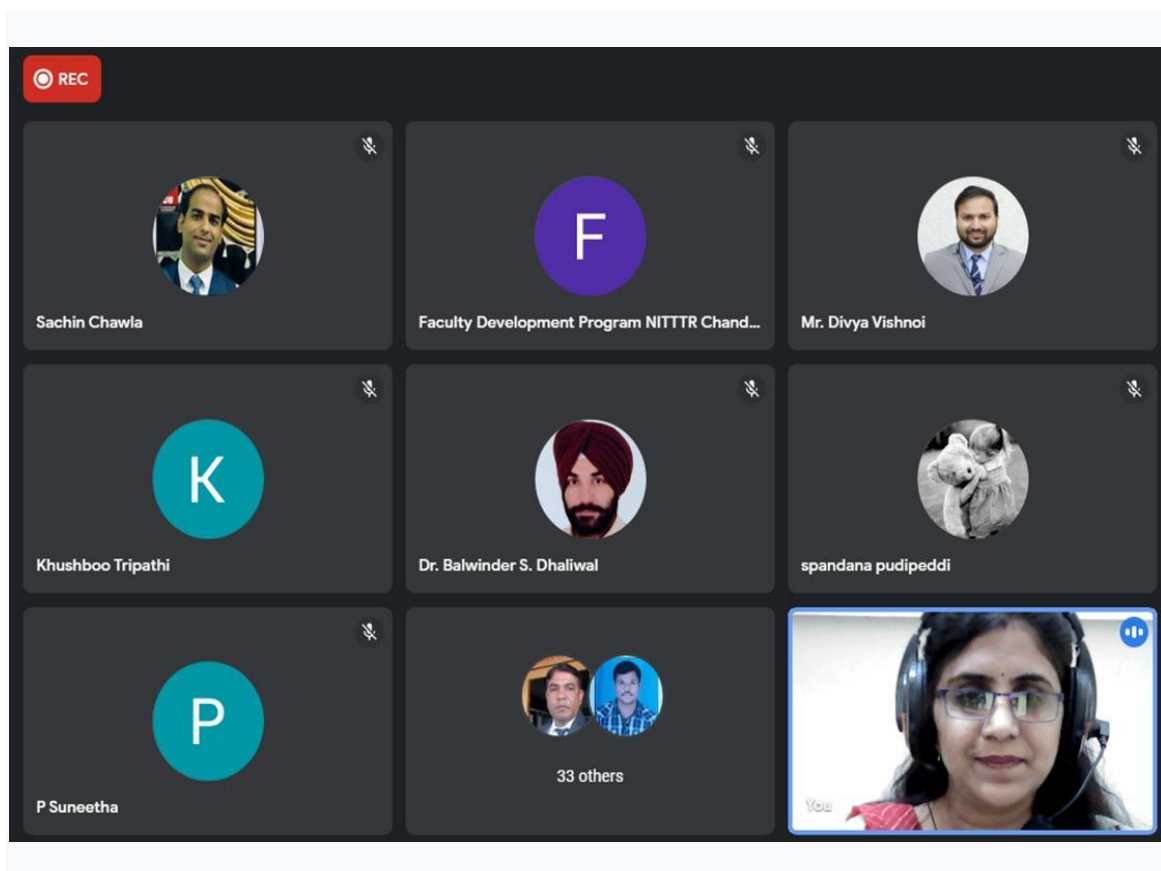 REC
Sachin Chawla
F
Faculty Development Program NITTTR Chand...
Mr. Divya Vishnoi
K
Khushboo Tripathi
Dr. Balwinder S. Dhaliwal
spandana pudipeddi
P
P Suneetha
33 others
You